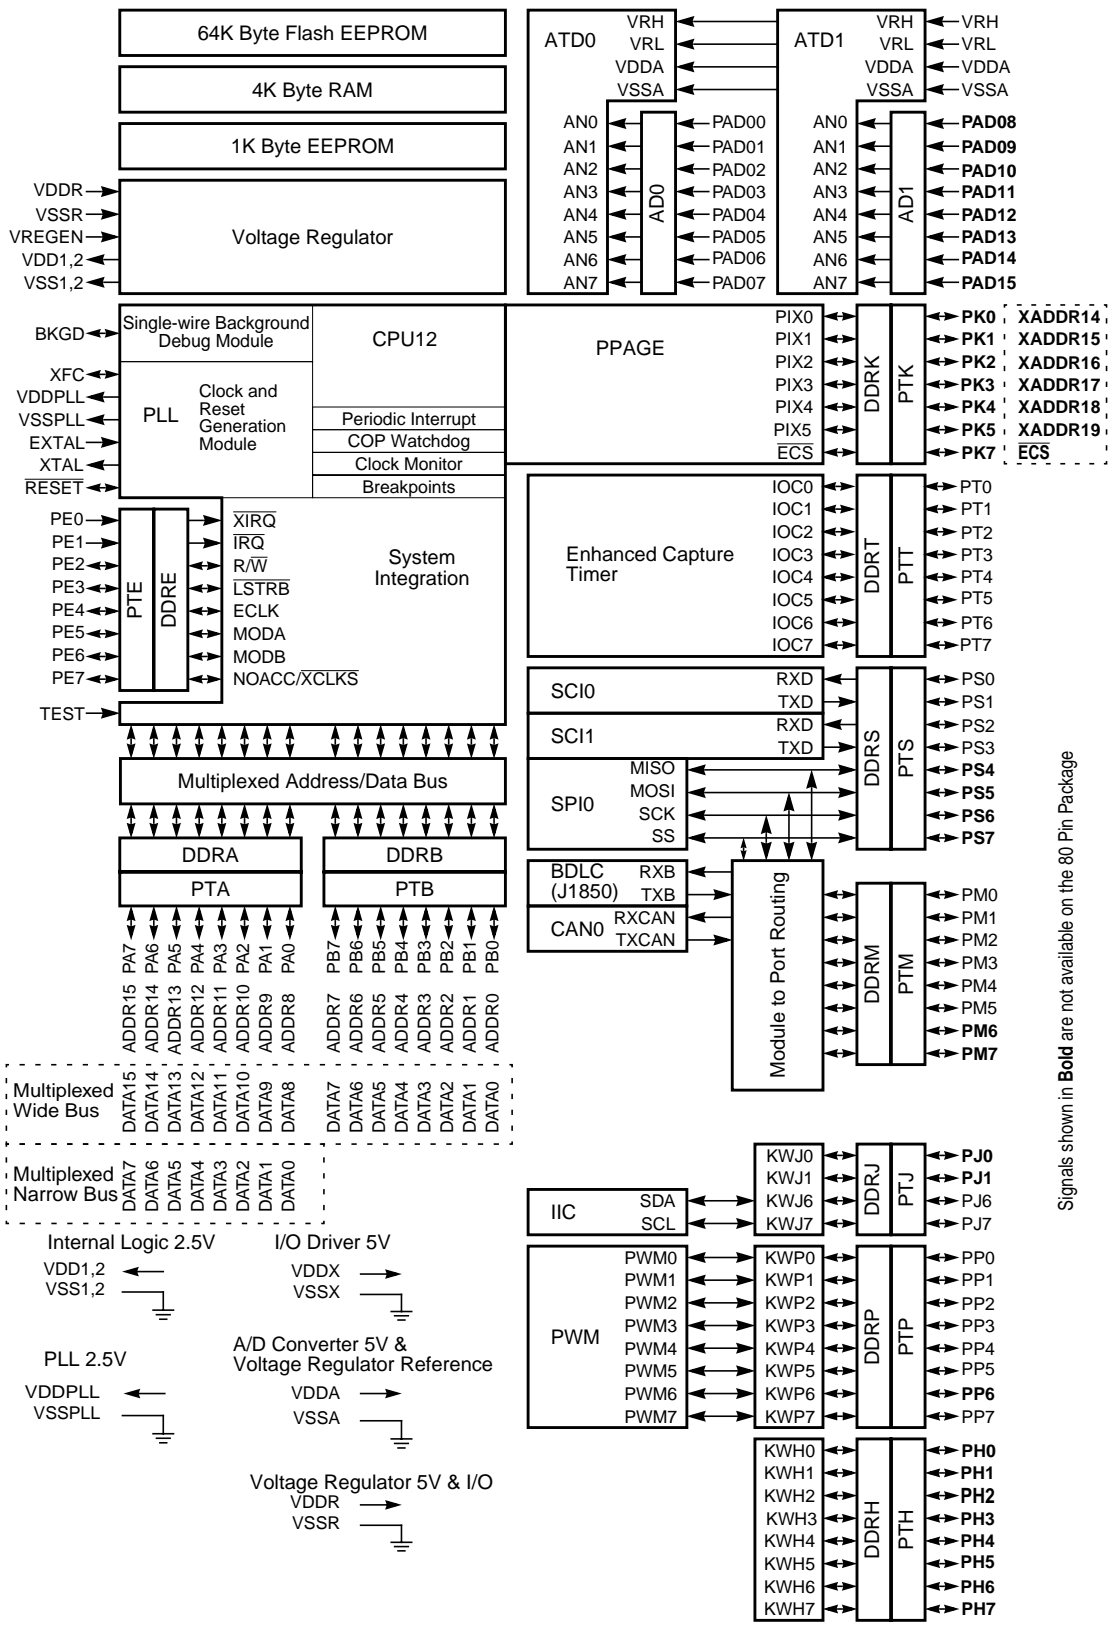 64K Byte Flash EEPROM
4K Byte RAM
1K Byte EEPROM
VDDR
VSSR
VREGEN
VDD1,2
VSS1,2
Voltage Regulator
BKGD
Single-wire Background
Debug Module
CPU12
XFC
VDDPLL
VSSPLL
EXTAL
XTAL
RESET
PLL
Clock and
Reset
Generation
Module
Periodic Interrupt
COP Watchdog
Clock Monitor
Breakpoints
PE0
PE1
PE2
PE3
PE4
PE5
PE6
PE7
TEST
PTE
DDRE
XIRQ
IRQ
R/W
LSTRB
ECLK
MODA
MODB
NOACC/XCLKS
System
Integration
Multiplexed Address/Data Bus
DDRA
DDRB
PTA
PTB
PA7
PA6
PA5
PA4
PA3
PA2
PA1
PA0
PB7
PB6
PB5
PB4
PB3
PB2
PB1
PB0
ADDR15
ADDR14
ADDR13
ADDR12
ADDR11
ADDR10
ADDR9
ADDR8
ADDR7
ADDR6
ADDR5
ADDR4
ADDR3
ADDR2
ADDR1
ADDR0
Multiplexed
Wide Bus
DATA15
DATA14
DATA13
DATA12
DATA11
DATA10
DATA9
DATA8
DATA7
DATA6
DATA5
DATA4
DATA3
DATA2
DATA1
DATA0
Multiplexed
Narrow Bus
DATA7
DATA6
DATA5
DATA4
DATA3
DATA2
DATA1
DATA0
Internal Logic 2.5V
VDD1,2
VSS1,2
I/O Driver 5V
VDDX
VSSX
PLL 2.5V
VDDPLL
VSSPLL
A/D Converter 5V &
Voltage Regulator Reference
VDDA
VSSA
Voltage Regulator 5V & I/O
VDDR
VSSR
ATD0
VRH
VRL
VDDA
VSSA
AN0
AN1
AN2
AN3
AN4
AN5
AN6
AN7
AD0
PAD00
PAD01
PAD02
PAD03
PAD04
PAD05
PAD06
PAD07
ATD1
VRH
VRL
VDDA
VSSA
VRH
VRL
VDDA
VSSA
AN0
AN1
AN2
AN3
AN4
AN5
AN6
AN7
AD1
PAD08
PAD09
PAD10
PAD11
PAD12
PAD13
PAD14
PAD15
PPAGE
PIX0
PIX1
PIX2
PIX3
PIX4
PIX5
ECS
DDRK
PTK
PK0
PK1
PK2
PK3
PK4
PK5
PK7
XADDR14
XADDR15
XADDR16
XADDR17
XADDR18
XADDR19
ECS
Enhanced Capture
Timer
IOC0
IOC1
IOC2
IOC3
IOC4
IOC5
IOC6
IOC7
DDRT
PTT
PT0
PT1
PT2
PT3
PT4
PT5
PT6
PT7
SCI0
RXD
TXD
SCI1
RXD
TXD
SPI0
MISO
MOSI
SCK
SS
DDRS
PTS
PS0
PS1
PS2
PS3
PS4
PS5
PS6
PS7
BDLC
(J1850)
RXB
TXB
CAN0
RXCAN
TXCAN
Module to Port Routing
DDRM
PTM
PM0
PM1
PM2
PM3
PM4
PM5
PM6
PM7
IIC
SDA
SCL
KWJ0
KWJ1
KWJ6
KWJ7
DDRJ
PTJ
PJ0
PJ1
PJ6
PJ7
PWM
PWM0
PWM1
PWM2
PWM3
PWM4
PWM5
PWM6
PWM7
KWP0
KWP1
KWP2
KWP3
KWP4
KWP5
KWP6
KWP7
DDRP
PTP
PP0
PP1
PP2
PP3
PP4
PP5
PP6
PP7
KWH0
KWH1
KWH2
KWH3
KWH4
KWH5
KWH6
KWH7
DDRH
PTH
PH0
PH1
PH2
PH3
PH4
PH5
PH6
PH7
Signals shown in Bold are not available on the 80 Pin Package